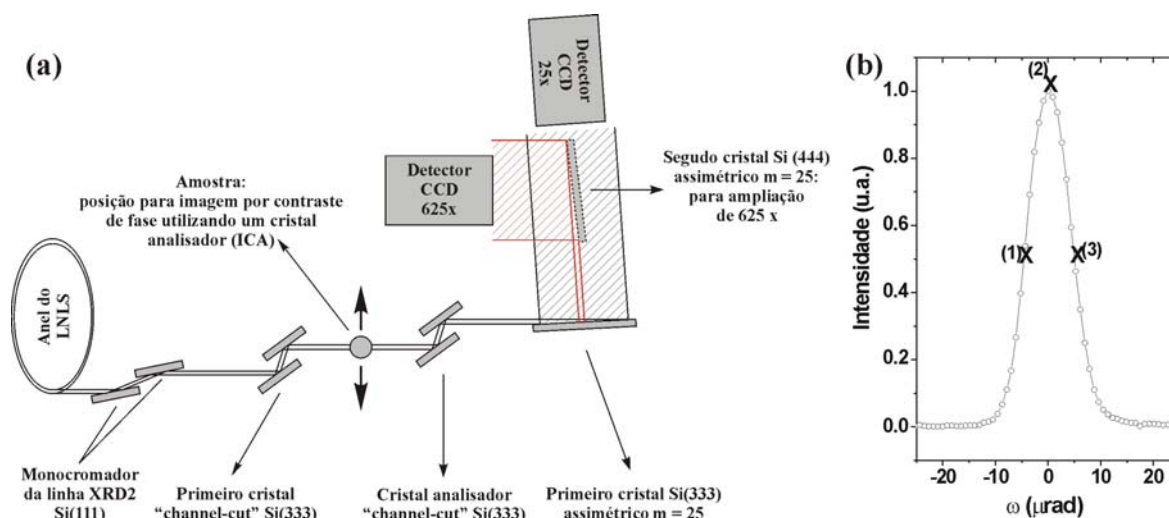 (a)
Anel do
LNLS
Amostra:
posição para imagem por contraste
de fase utilizando um cristal
analisador (ICA)
Detector
CCD
25x
Detector
CCD
625x
Segudo cristal Si (444)
assimétrico m = 25:
para ampliação
de 625 x
Monocromador
da linha XRD2
Si(111)
Primeiro cristal
“channel-cut” Si(333)
Cristal analisador
“channel-cut” Si(333)
Primeiro cristal Si(333)
assimétrico m = 25
(b)
Intensidade (u.a.)
1.0
0.8
0.6
0.4
0.2
0.0
(2)
(1)
(3)
-20 -10 0 10 20
ω (μrad)